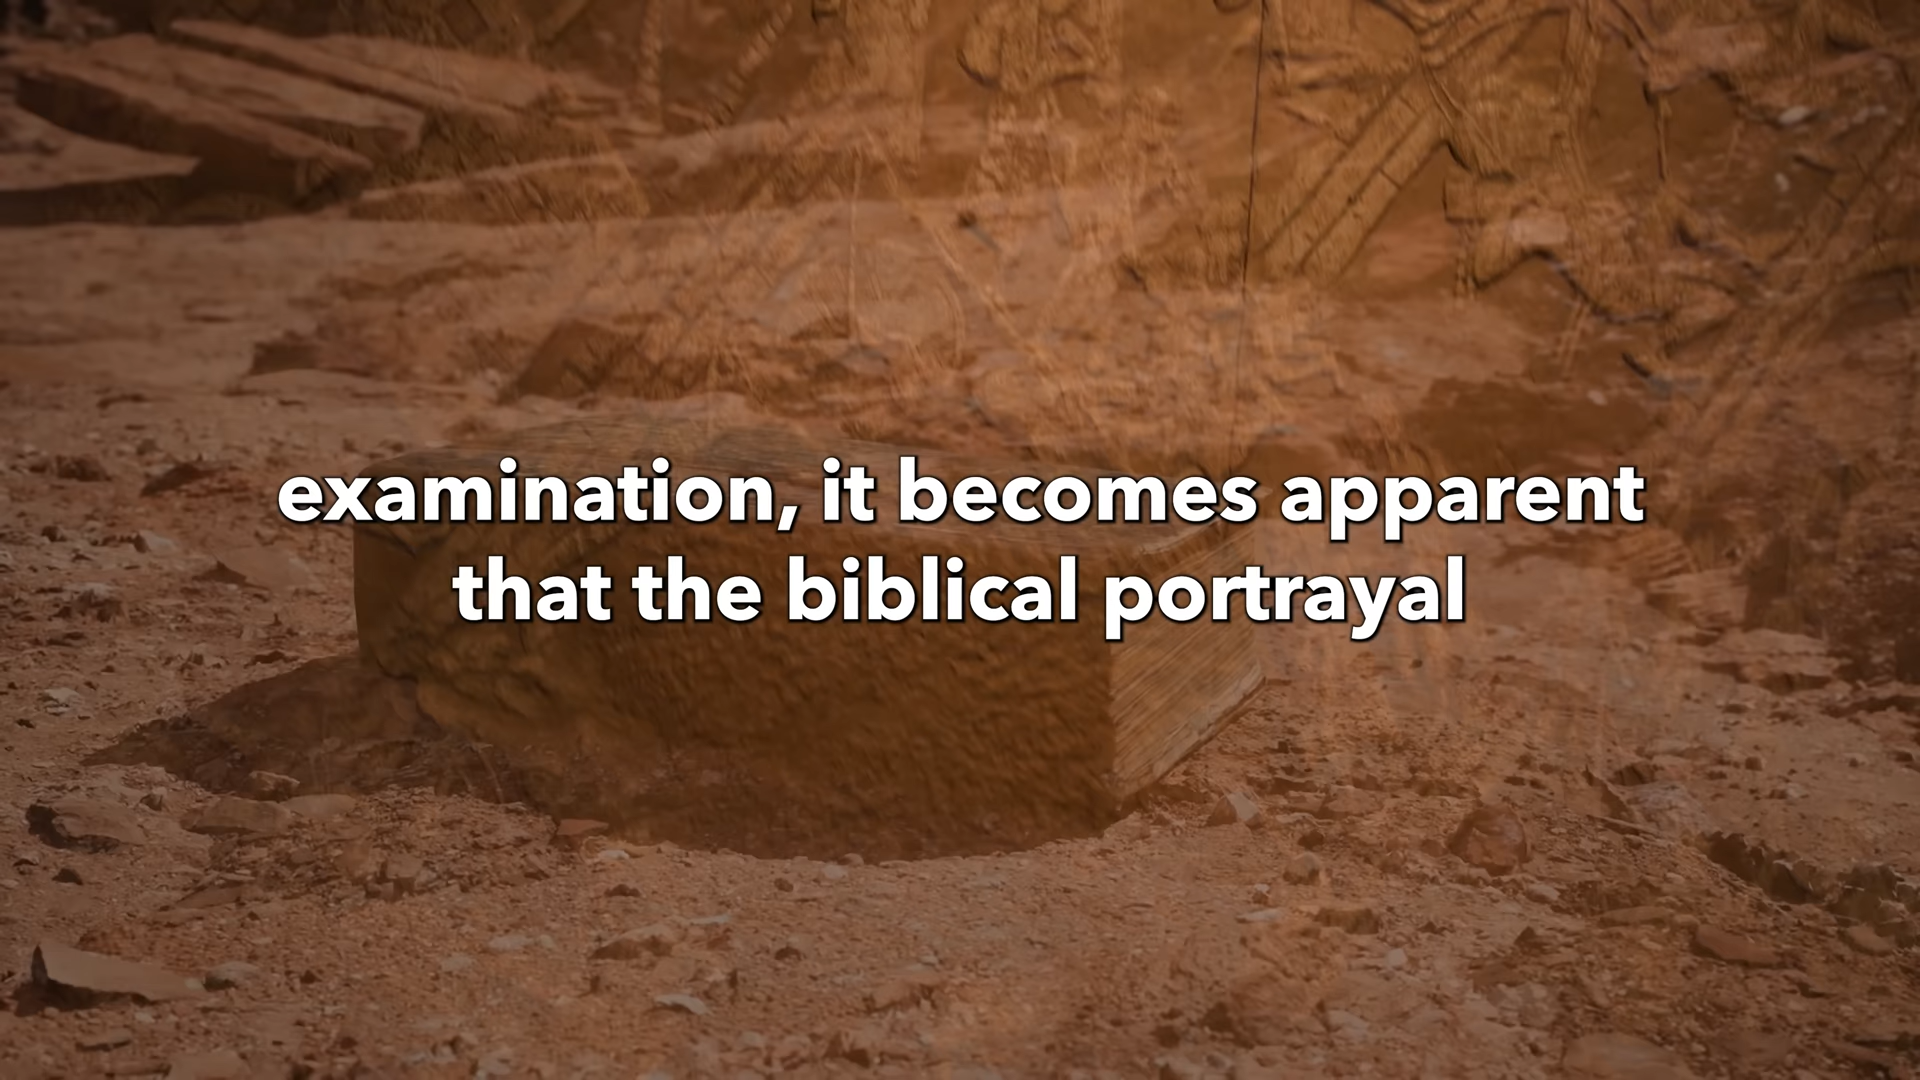 examination, it becomes apparent
that the biblical portrayal